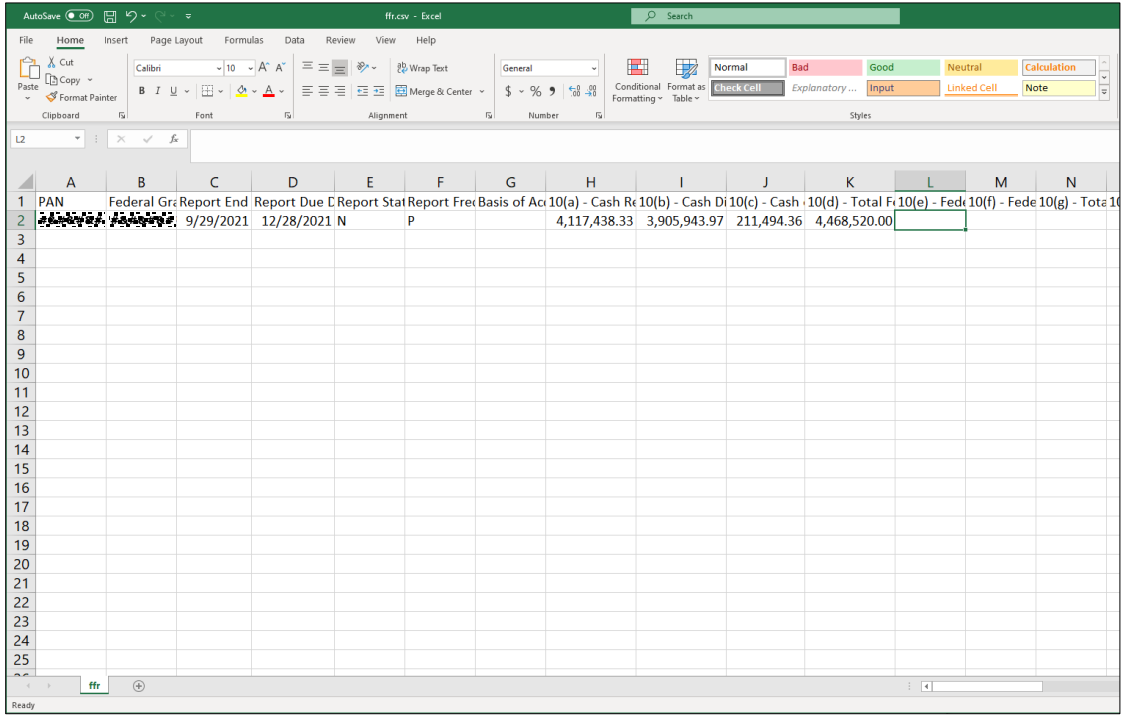 AutoSave Off ffr.csv - Excel Search
File Home Insert Page Layout Formulas Data Review View Help
Paste Cut Copy Format Painter
Calibri 10 A^ A˅
B I U A
Wrap Text
Merge & Center
General
$ % 9
Conditional Formatting Format as Table
Normal Bad Good Neutral Calculation
Check Cell Explanatory ... Input Linked Cell Note
Clipboard Font Alignment Number Styles
L2 fx
A B C D E F G H I J K L M N
1 PAN Federal Gra Report End Report Due D Report Stat Report Frec Basis of Ac 10(a) - Cash Re 10(b) - Cash Di 10(c) - Cash 10(d) - Total F 10(e) - Fede 10(f) - Fede 10(g) - Tota 10
2 9/29/2021 12/28/2021 N P 4,117,438.33 3,905,943.97 211,494.36 4,468,520.00
3
4
5
6
7
8
9
10
11
12
13
14
15
16
17
18
19
20
21
22
23
24
25
ffr
Ready